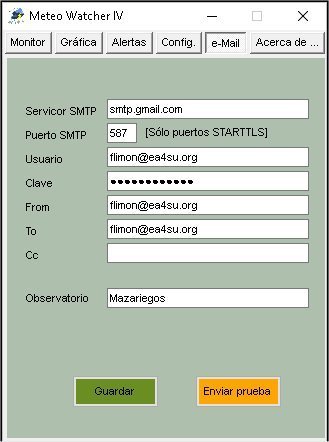 Meteo Watcher IV
Monitor Gráfica Alertas Config. e-Mail Acerca de ...
Servicor SMTP smtp.gmail.com
Puerto SMTP 587 [Sólo puertos STARTTLS]
Usuario flimon@ea4su.org
Clave ●●●●●●●●●●●●
From flimon@ea4su.org
To flimon@ea4su.org
Cc
Observatorio Mazariegos
Guardar Enviar prueba